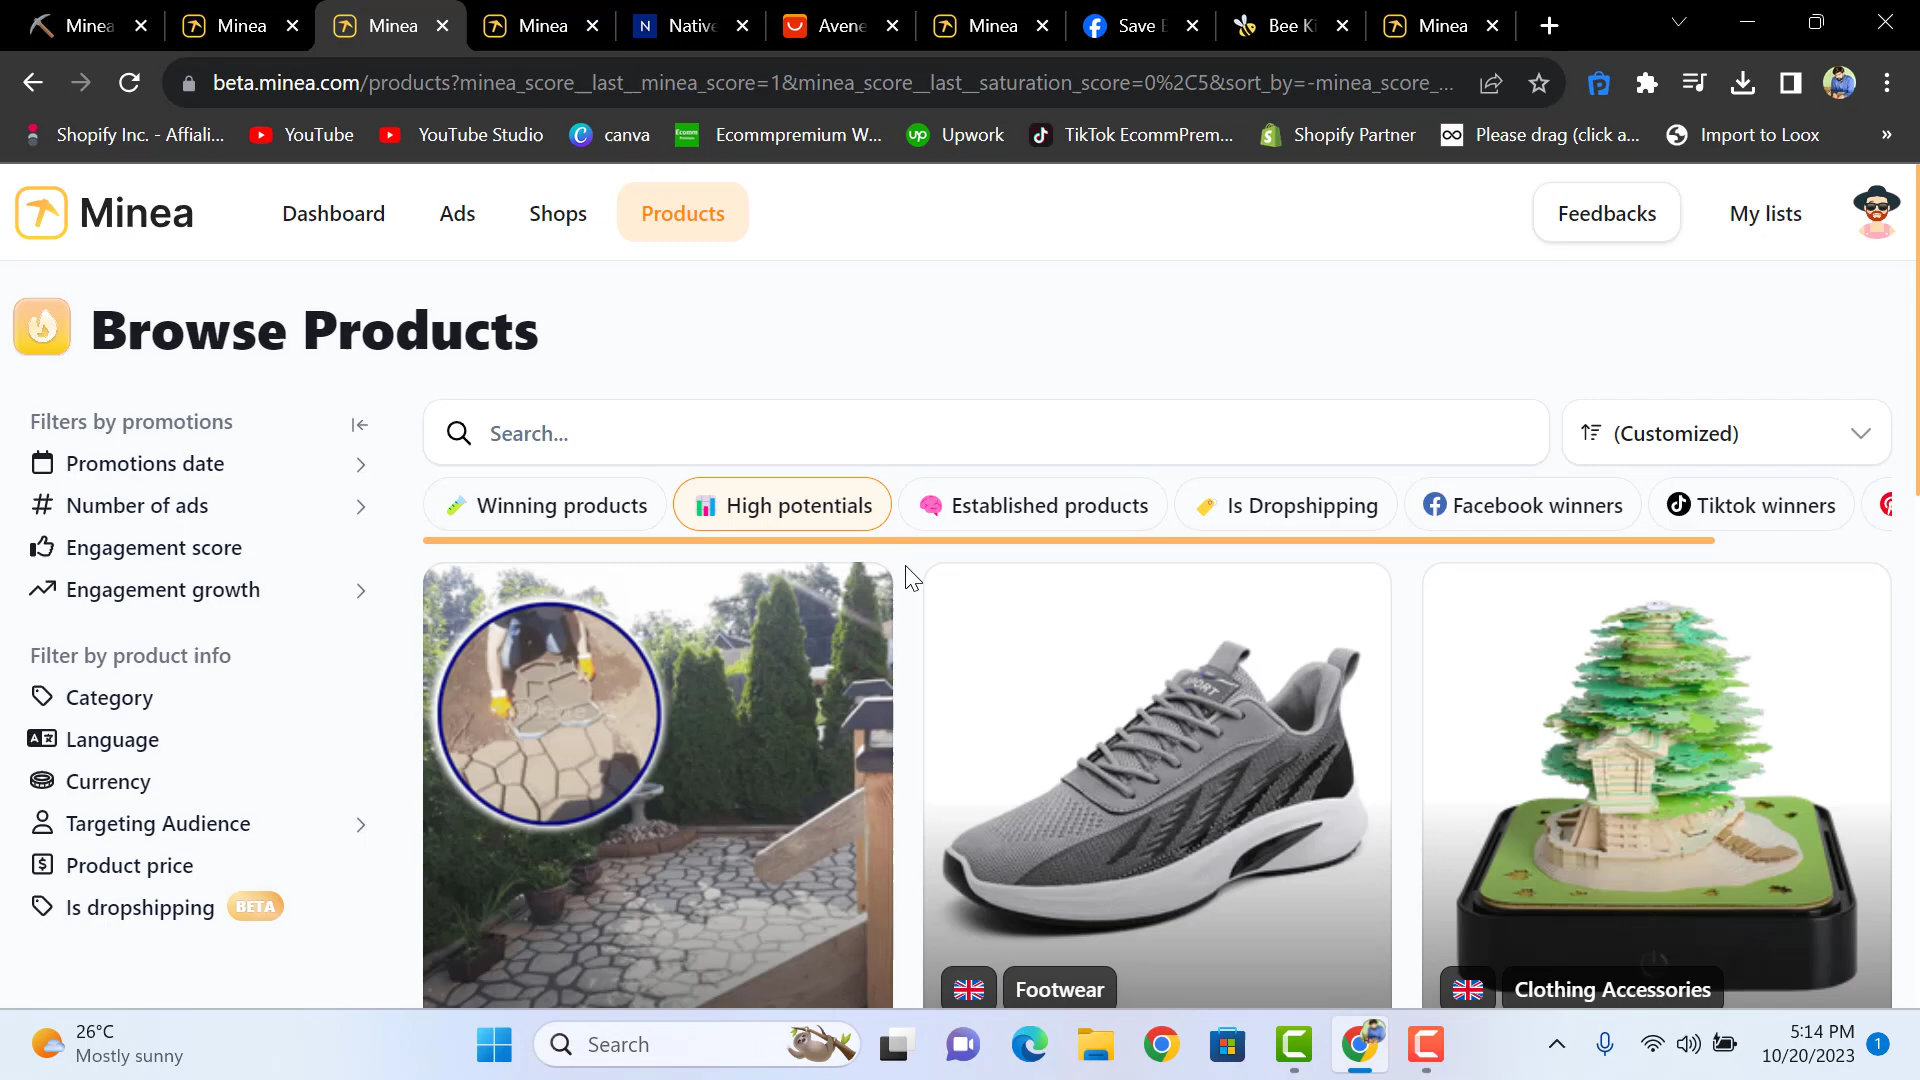 Minea
Minea
Minea
Minea
Native
Avene
Minea
Save E
Bee Ki
Minea
beta.minea.com/products?minea_score__last__minea_score=1&minea_score__last__saturation_score=0%2C5&sort_by=-minea_score_...
Shopify Inc. - Affiali...
YouTube
YouTube Studio
canva
Ecommpremium W...
Upwork
TikTok EcommPrem...
Shopify Partner
Please drag (click a...
Import to Loox
»
Minea
Dashboard
Ads
Shops
Products
Feedbacks
My lists
Browse Products
Filters by promotions
Promotions date
Number of ads
Engagement score
Engagement growth
Filter by product info
Category
Language
Currency
Targeting Audience
Product price
Is dropshipping BETA
Search...
(Customized)
Winning products
High potentials
Established products
Is Dropshipping
Facebook winners
Tiktok winners
Footwear
Clothing Accessories
26°C
Mostly sunny
Search
5:14 PM
10/20/2023
1